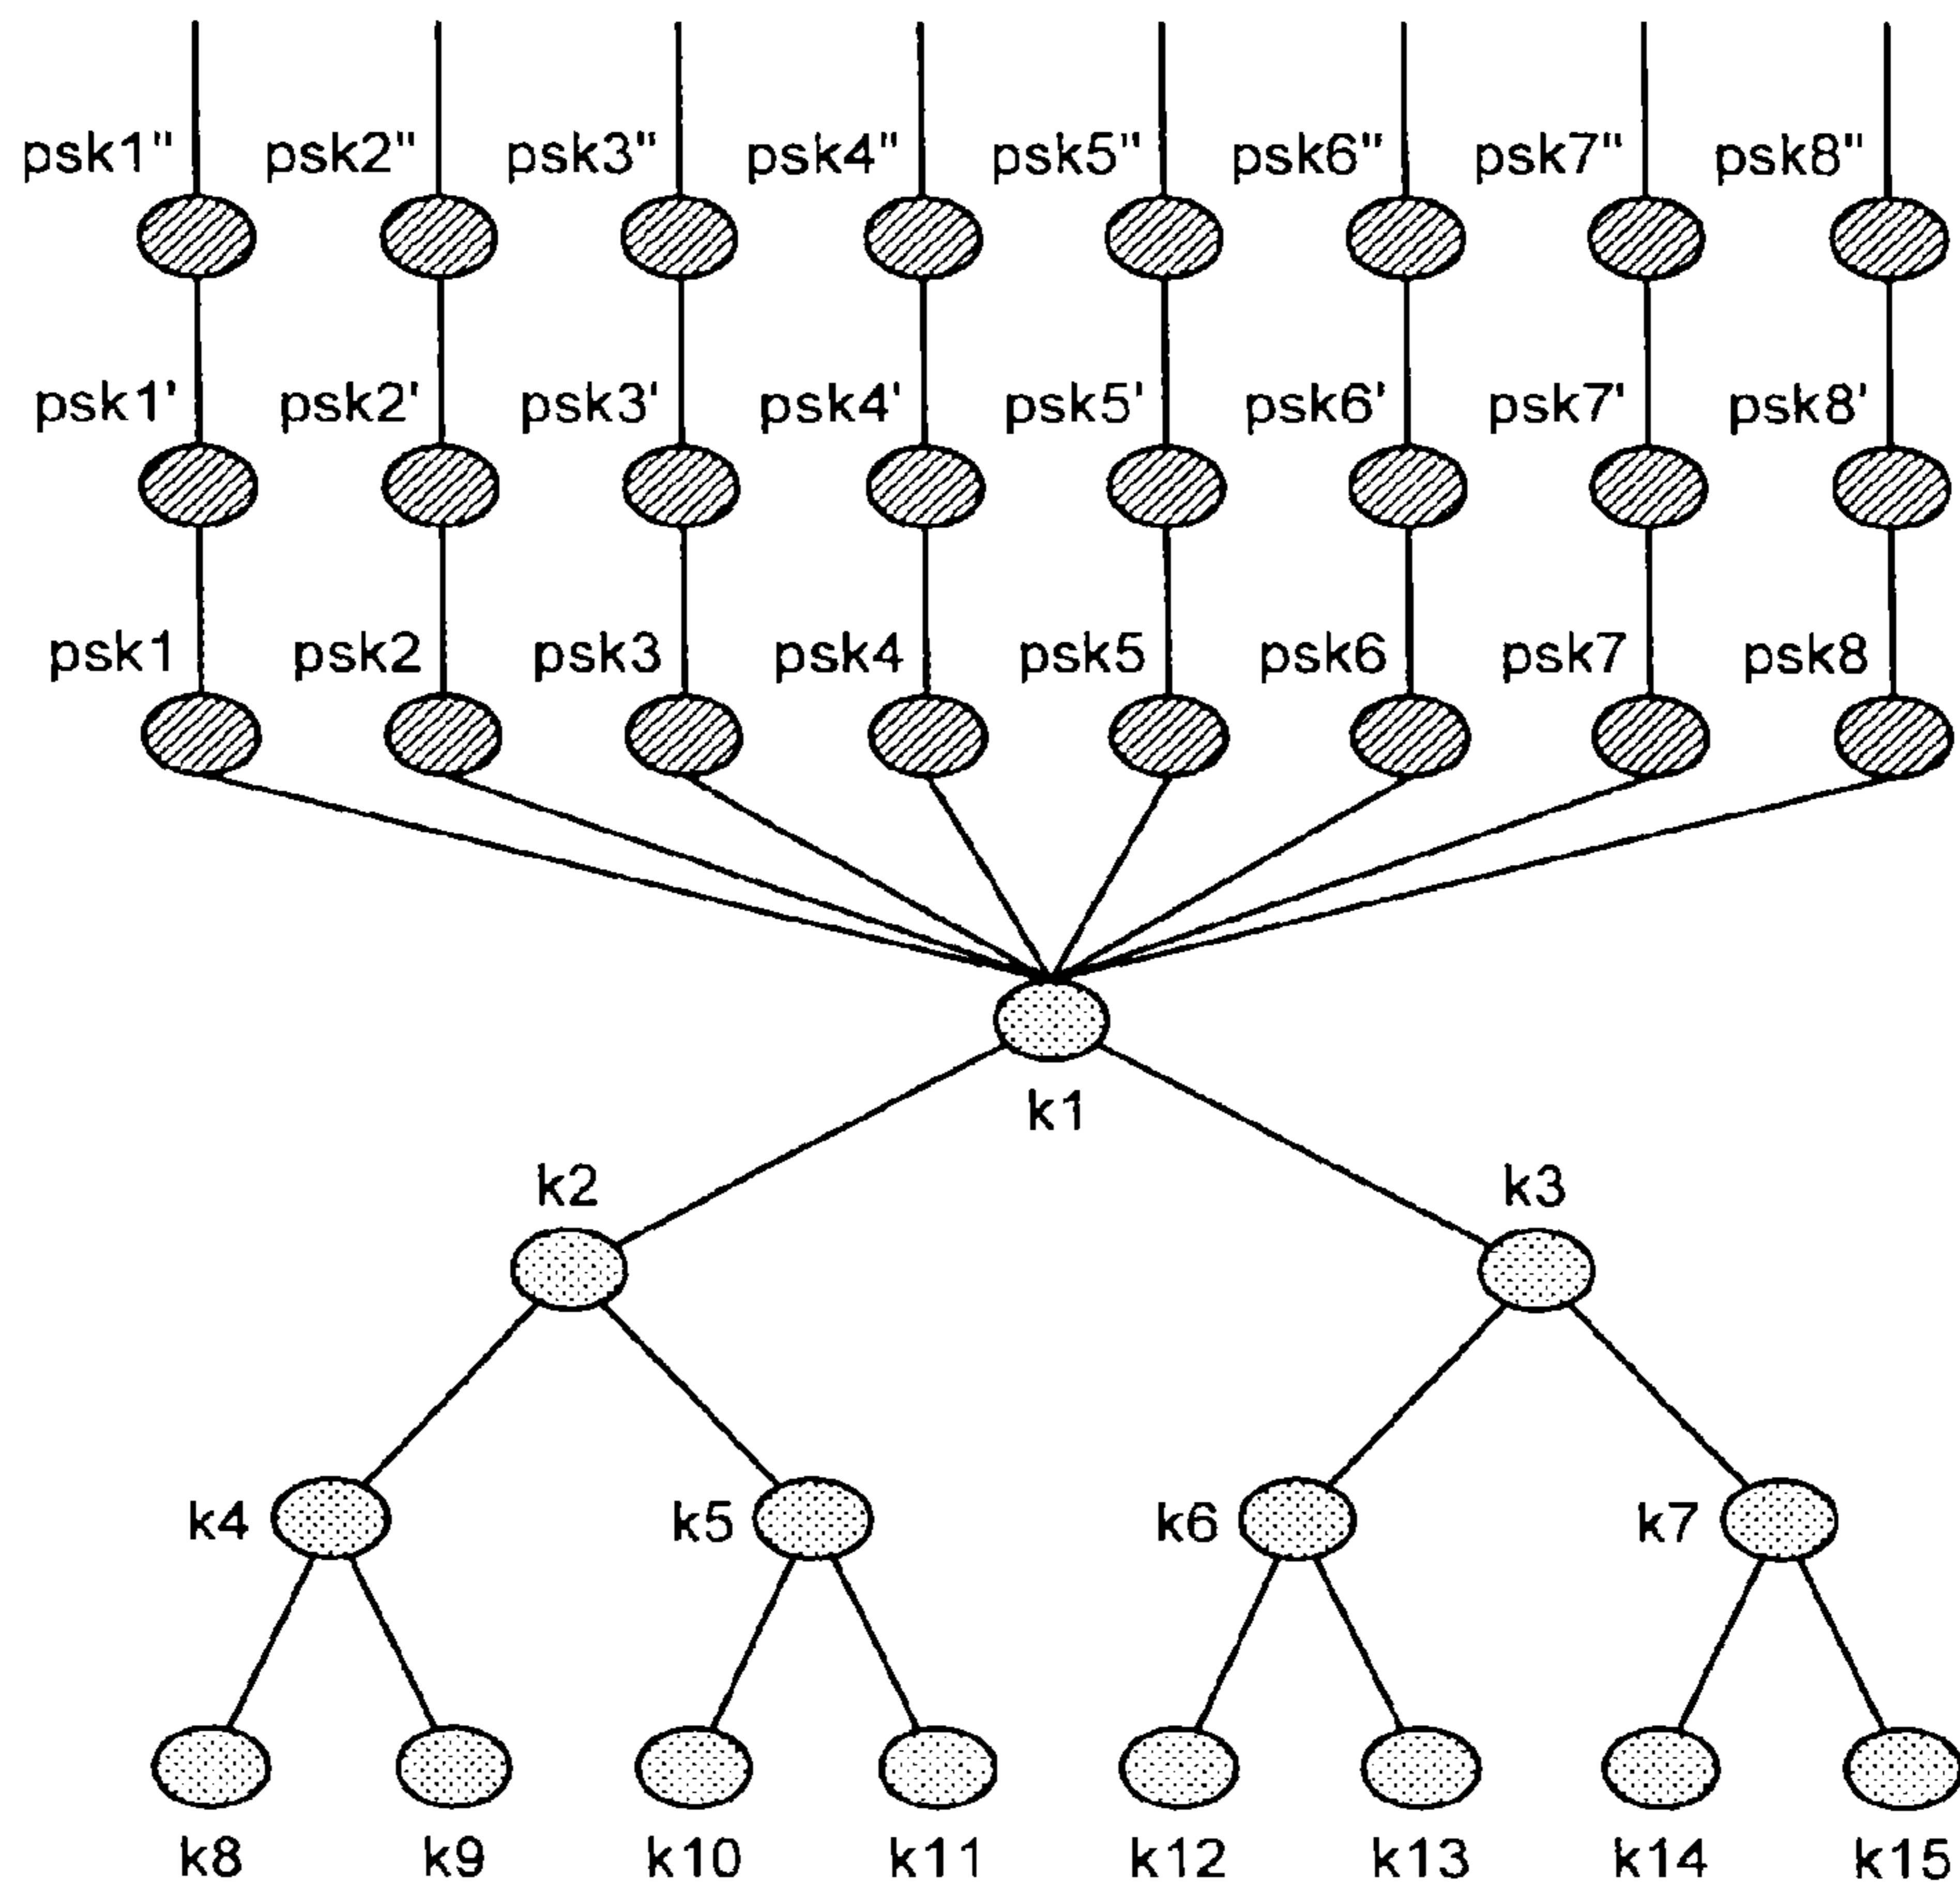 psk1" psk2" psk3" psk4" psk5" psk6" psk7" psk8"
psk1' psk2' psk3' psk4' psk5' psk6' psk7' psk8'
psk1 psk2 psk3 psk4 psk5 psk6 psk7 psk8
k1
k2 k3
k4 k5 k6 k7
k8 k9 k10 k11 k12 k13 k14 k15